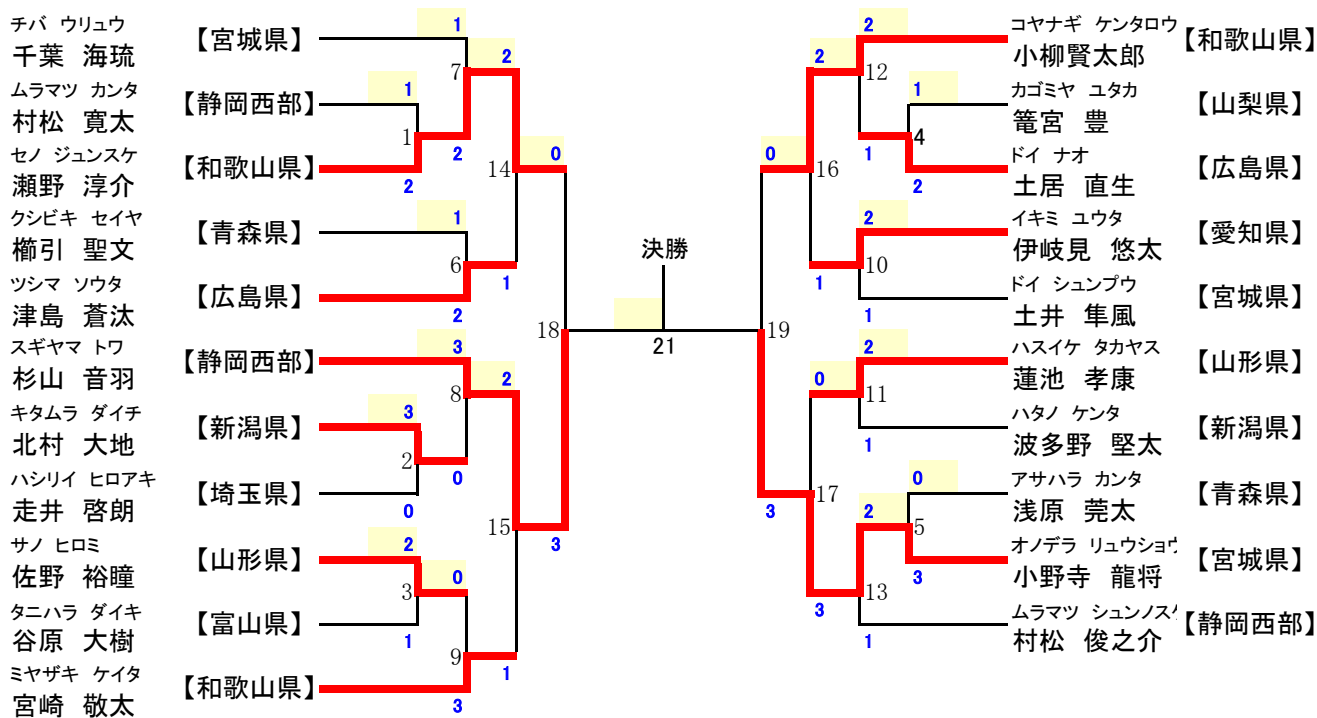 チバ ウリュウ
千葉 海琉
【宮城県】
1
ムラマツ カンタ
村松 寛太
【静岡西部】
1
7
2
1
セノ ジュンスケ
瀬野 淳介
【和歌山県】
2
2
14
0
クシビキ セイヤ
櫛引 聖文
【青森県】
1
6
1
ツシマ ソウタ
津島 蒼汰
【広島県】
2
18
スギヤマ トワ
杉山 音羽
【静岡西部】
3
8
2
キタムラ ダイチ
北村 大地
【新潟県】
3
2
0
ハシリイ ヒロアキ
走井 啓朗
【埼玉県】
0
15
3
サノ ヒロミ
佐野 裕瞳
【山形県】
2
3
0
タニハラ ダイキ
谷原 大樹
【富山県】
1
9
1
ミヤザキ ケイタ
宮崎 敬太
【和歌山県】
3
決勝
21
コヤナギ ケンタロウ
小柳賢太郎
【和歌山県】
2
2
12
カゴミヤ ユタカ
篭宮 豊
【山梨県】
1
4
1
ドイ ナオ
土居 直生
【広島県】
2
0
16
イキミ ユウタ
伊岐見 悠太
【愛知県】
2
10
1
ドイ シュンプウ
土井 隼風
【宮城県】
1
19
ハスイケ タカヤス
蓮池 孝康
【山形県】
2
0
11
ハタノ ケンタ
波多野 堅太
【新潟県】
1
アサハラ カンタ
浅原 莞太
【青森県】
0
17
3
2
5
オノデラ リュウショウ
小野寺 龍将
【宮城県】
3
3
13
ムラマツ シュンノスケ
村松 俊之介
【静岡西部】
1